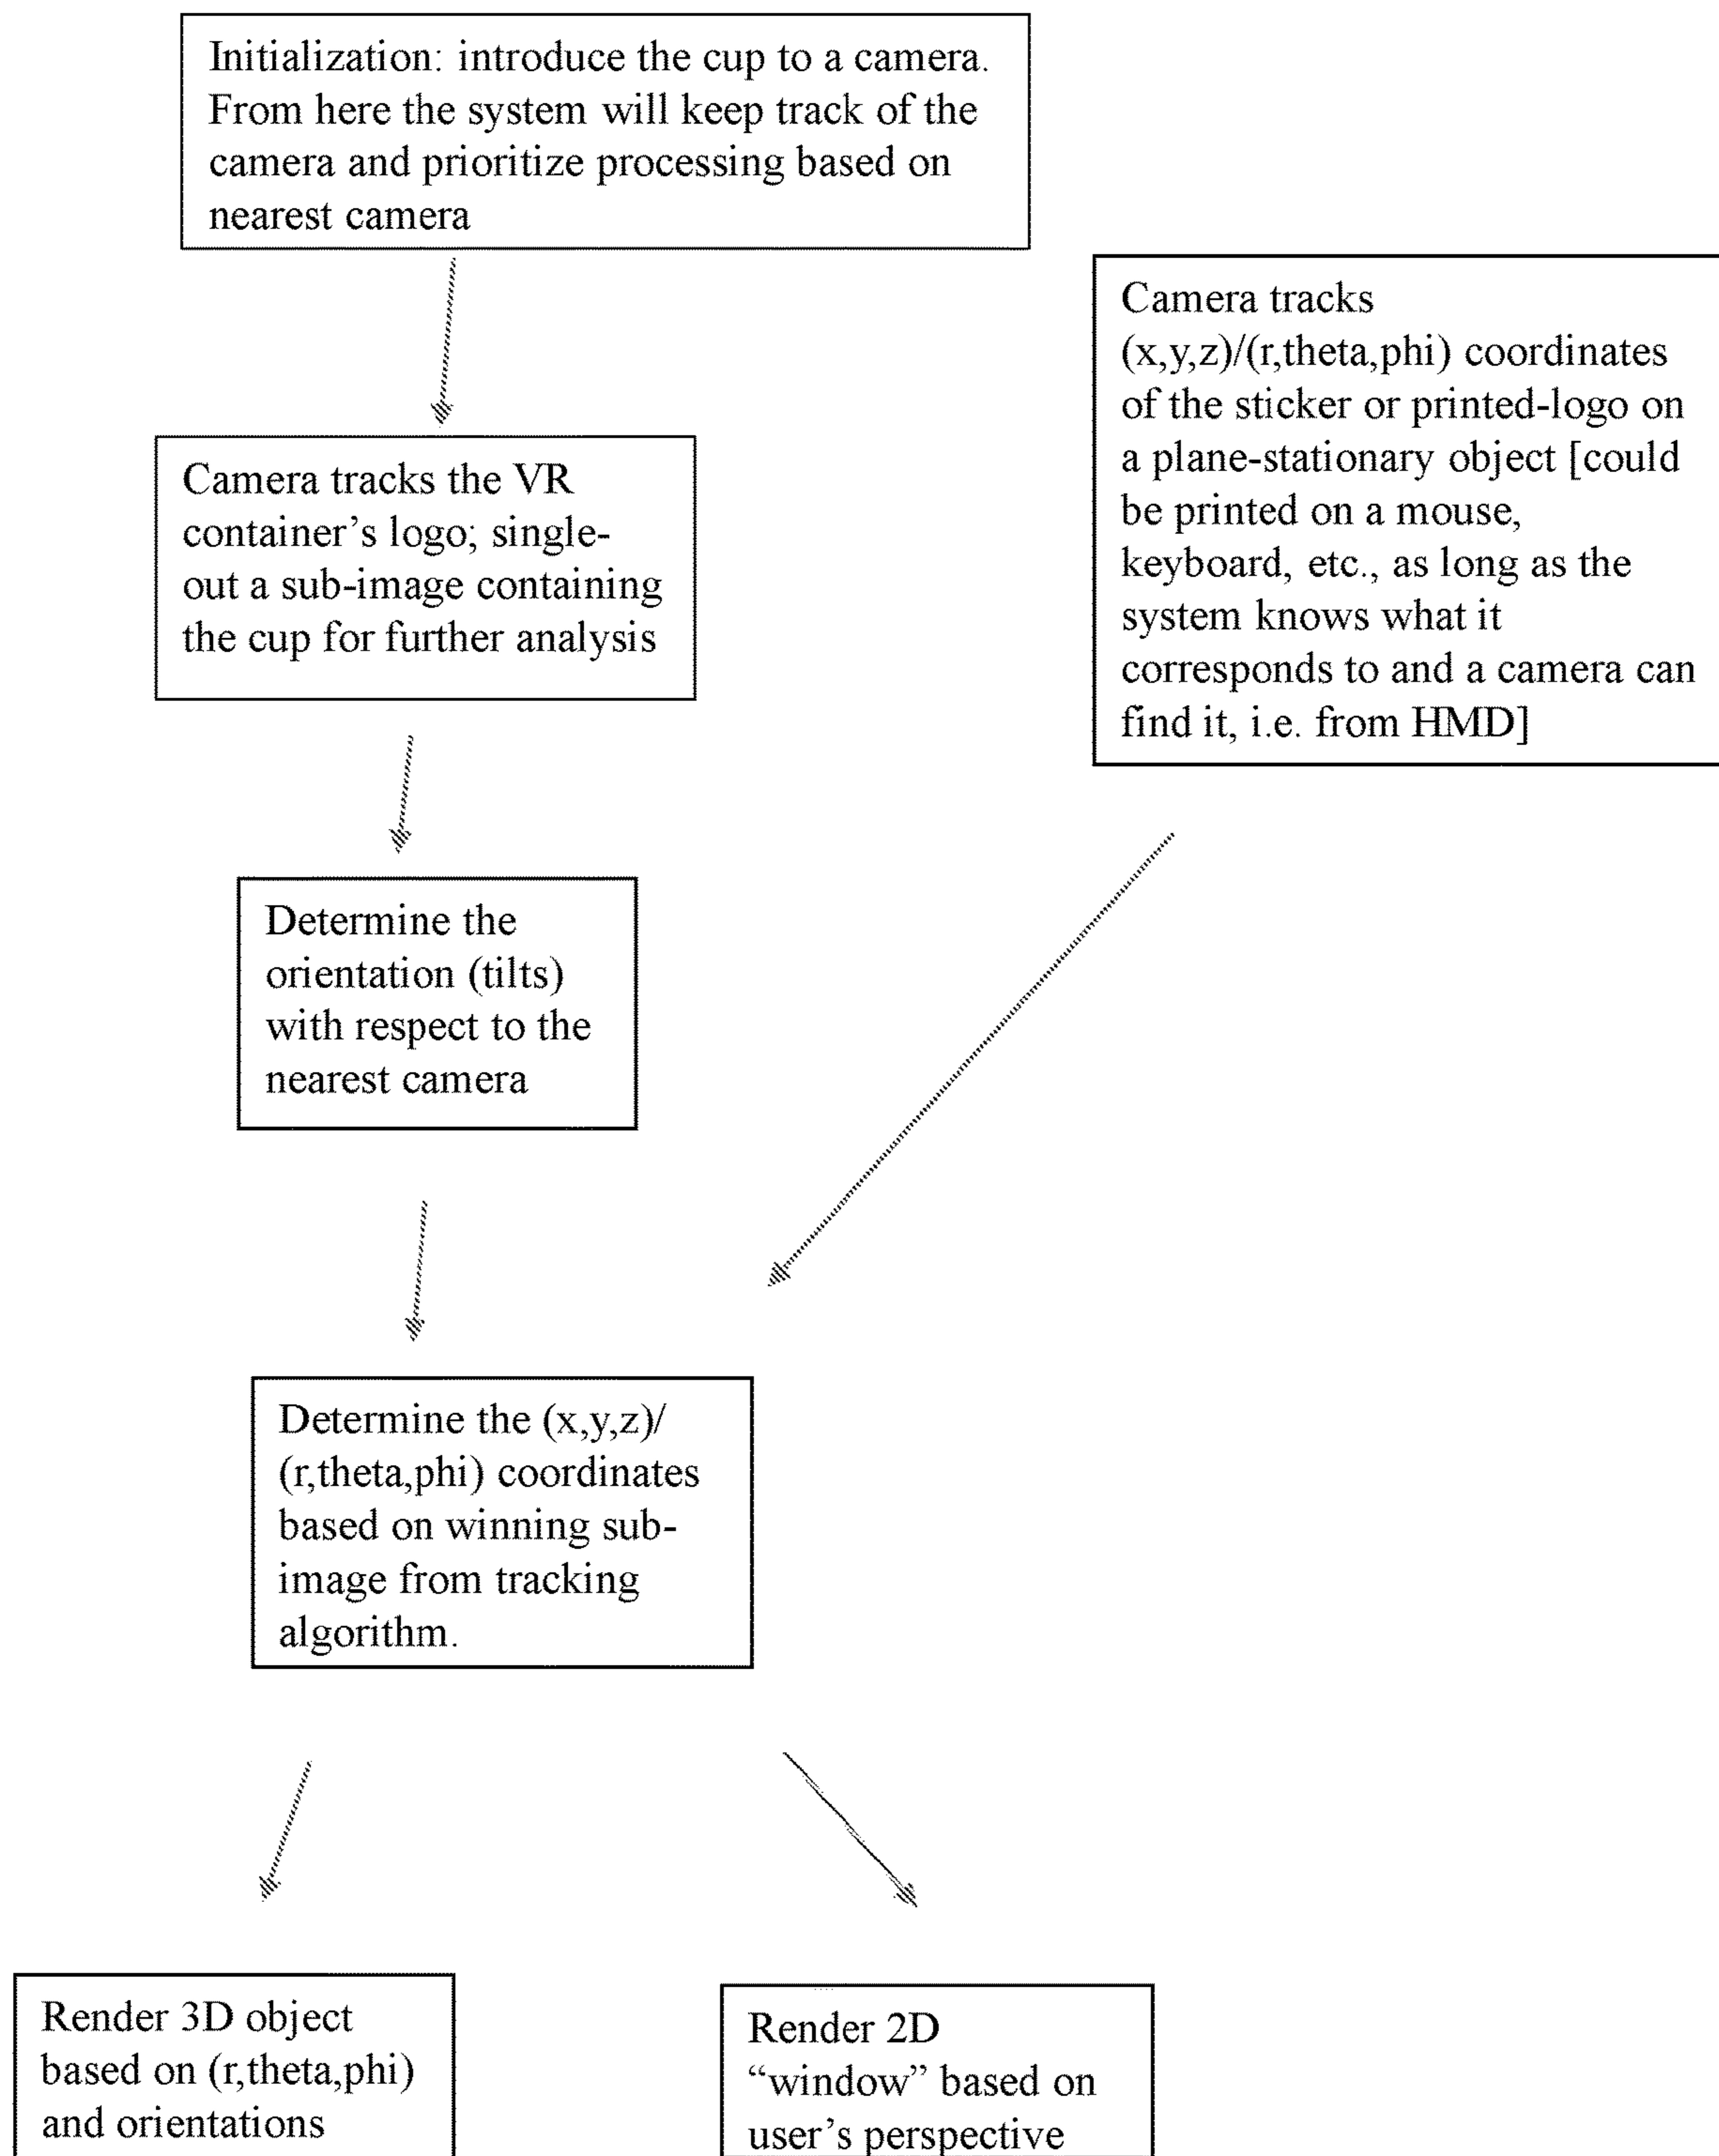 Initialization: introduce the cup to a camera.
From here the system will keep track of the
camera and prioritize processing based on
nearest camera
Camera tracks
(x,y,z)/(r,theta,phi) coordinates
of the sticker or printed-logo on
a plane-stationary object [could
be printed on a mouse,
keyboard, etc., as long as the
system knows what it
corresponds to and a camera can
find it, i.e. from HMD]
Camera tracks the VR
container’s logo; single-
out a sub-image containing
the cup for further analysis
Determine the
orientation (tilts)
with respect to the
nearest camera
Determine the (x,y,z)/
(r,theta,phi) coordinates
based on winning sub-
image from tracking
algorithm.
Render 3D object
based on (r,theta,phi)
and orientations
Render 2D
“window” based on
user’s perspective